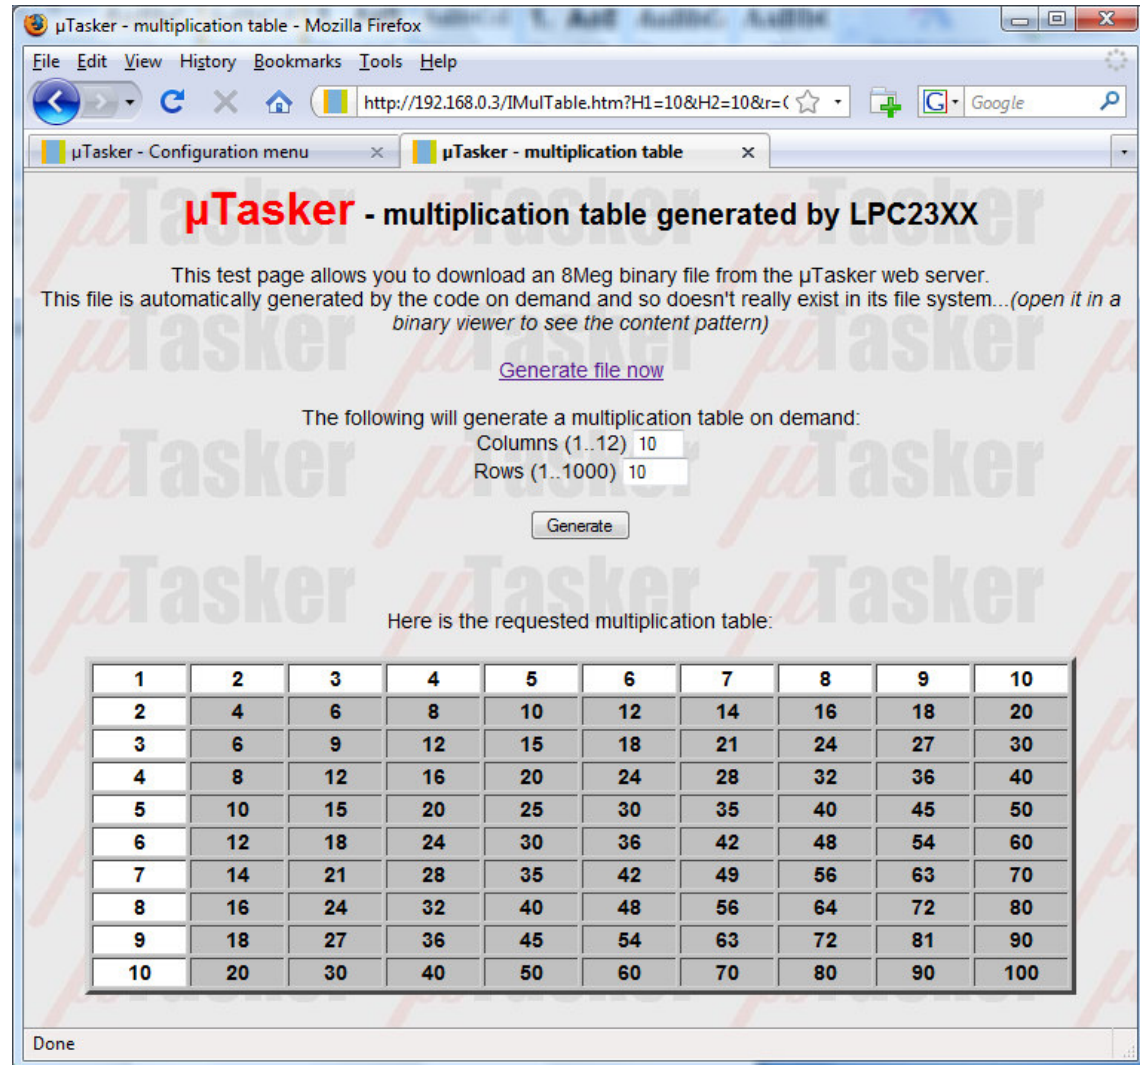 µTasker - multiplication table - Mozilla Firefox
File Edit View History Bookmarks Tools Help
http://192.168.0.3/IMulTable.htm?H1=10&H2=10&r=(
G Google
µTasker - Configuration menu
µTasker - multiplication table
µTasker - multiplication table generated by LPC23XX
This test page allows you to download an 8Meg binary file from the µTasker web server.
This file is automatically generated by the code on demand and so doesn't really exist in its file system...(open it in a
binary viewer to see the content pattern)
Generate file now
The following will generate a multiplication table on demand:
Columns (1..12) 10
Rows (1..1000) 10
Generate
Here is the requested multiplication table:
1 2 3 4 5 6 7 8 9 10
2 4 6 8 10 12 14 16 18 20
3 6 9 12 15 18 21 24 27 30
4 8 12 16 20 24 28 32 36 40
5 10 15 20 25 30 35 40 45 50
6 12 18 24 30 36 42 48 54 60
7 14 21 28 35 42 49 56 63 70
8 16 24 32 40 48 56 64 72 80
9 18 27 36 45 54 63 72 81 90
10 20 30 40 50 60 70 80 90 100
Done